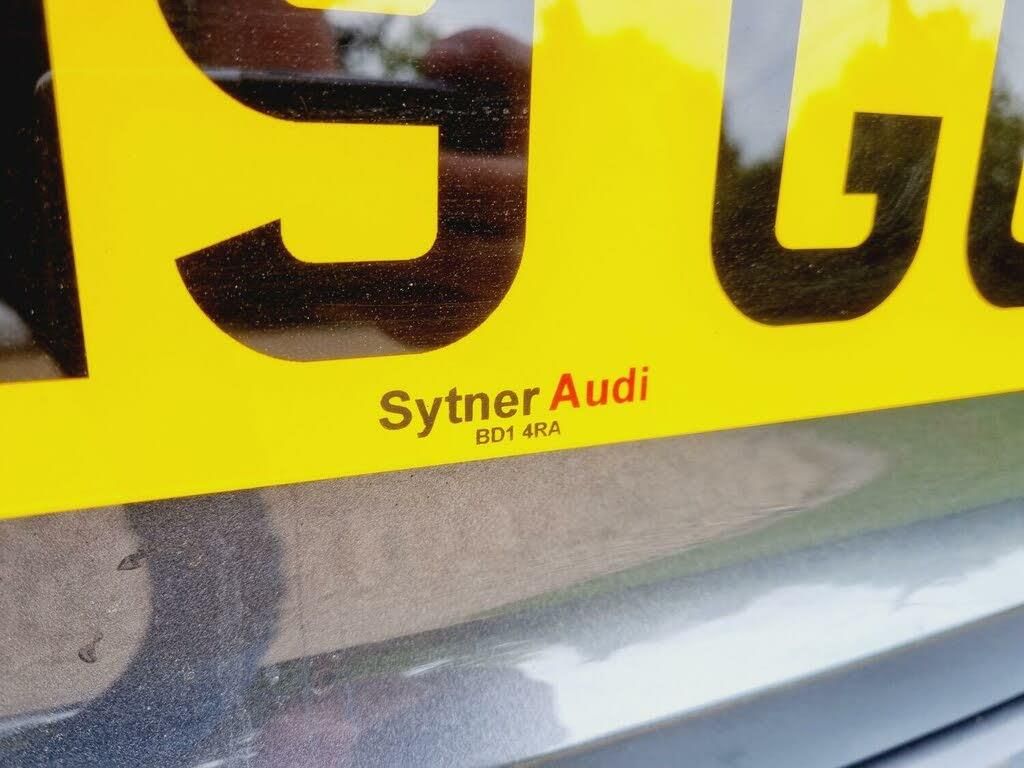 S G
Sytner Audi
BD1 4RA